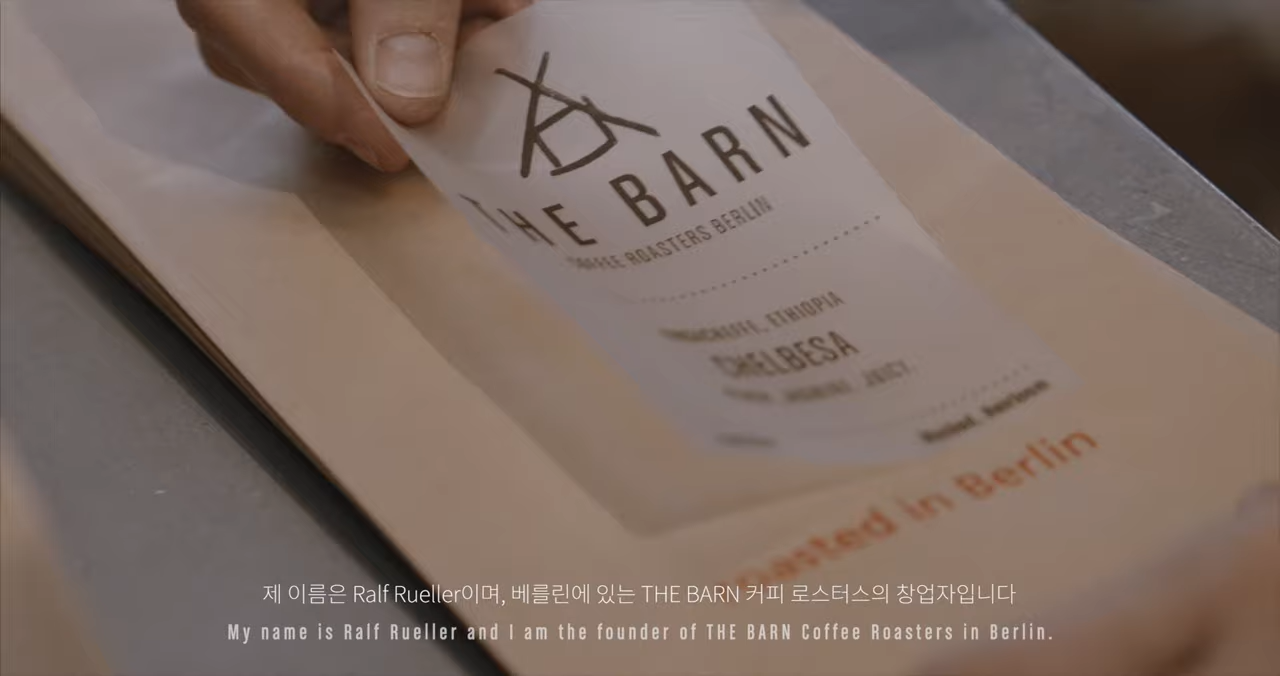 THE BARN
COFFEE ROASTERS BERLIN
ETHIOPIA
CHELBESA
JUICY.
roasted in Berlin
제 이름은 Ralf Rueller이며, 베를린에 있는 THE BARN 커피 로스터스의 창업자입니다
My name is Ralf Rueller and I am the founder of THE BARN Coffee Roasters in Berlin.